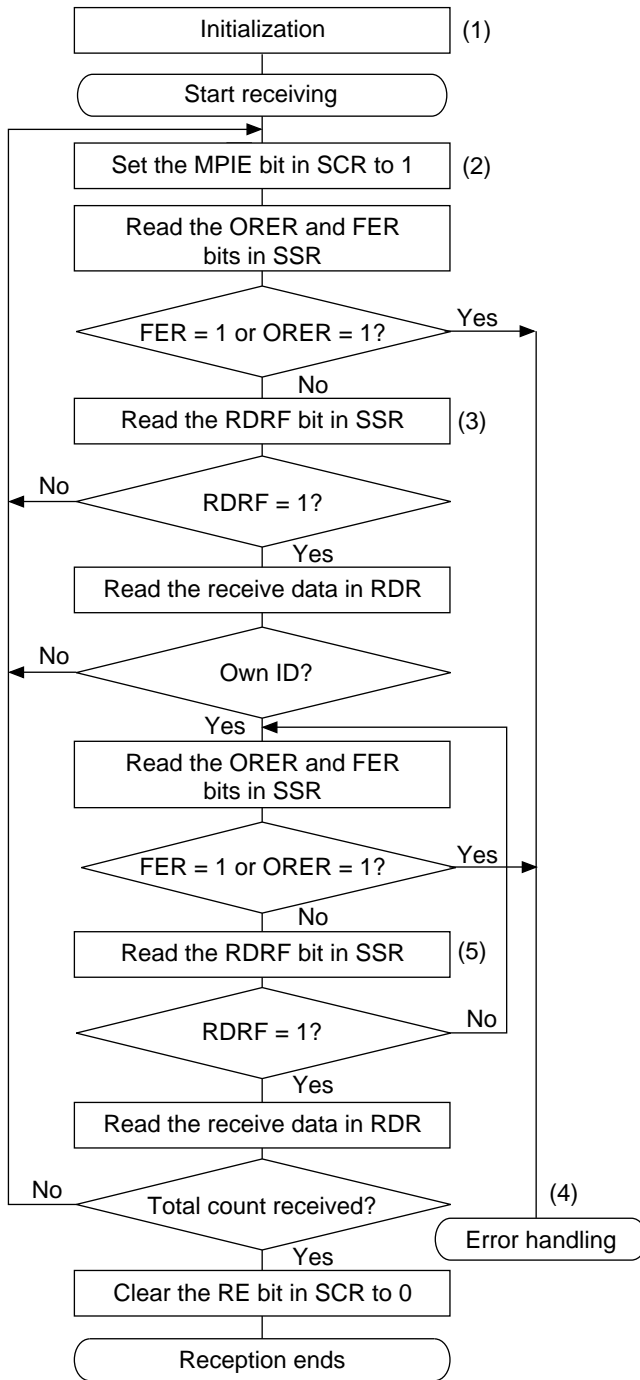 Initialization
(1)
Start receiving
Set the MPIE bit in SCR to 1
(2)
Read the ORER and FER
bits in SSR
FER = 1 or ORER = 1?
Yes
No
Read the RDRF bit in SSR
(3)
No
RDRF = 1?
Yes
Read the receive data in RDR
No
Own ID?
Yes
Read the ORER and FER
bits in SSR
FER = 1 or ORER = 1?
Yes
No
Read the RDRF bit in SSR
(5)
RDRF = 1?
No
Yes
Read the receive data in RDR
No
Total count received?
(4)
Error handling
Yes
Clear the RE bit in SCR to 0
Reception ends